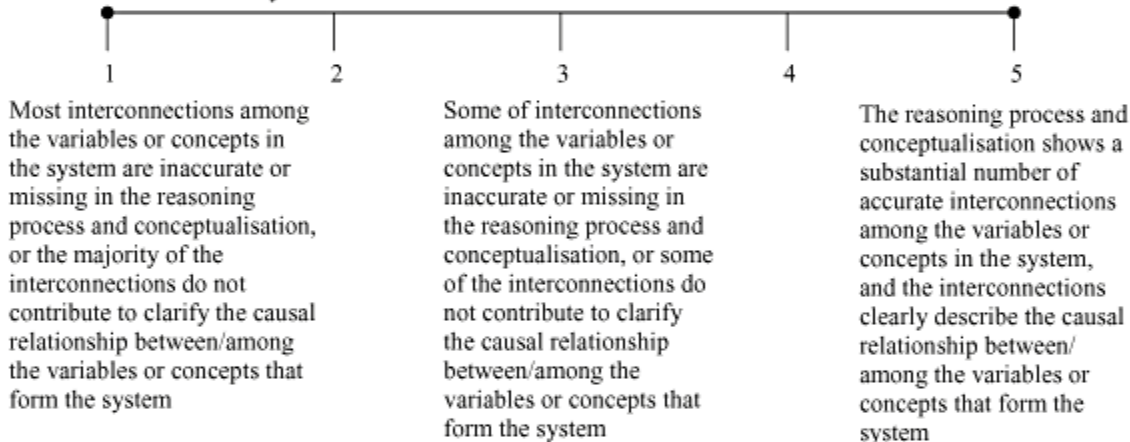 1
2
3
4
5
Most interconnections among
the variables or concepts in
the system are inaccurate or
missing in the reasoning
process and conceptualisation,
or the majority of the
interconnections do not
contribute to clarify the causal
relationship between/among
the variables or concepts that
form the system
Some of interconnections
among the variables or
concepts in the system are
inaccurate or missing in
the reasoning process and
conceptualisation, or some
of the interconnections do
not contribute to clarify
the causal relationship
between/among the
variables or concepts that
form the system
The reasoning process and
conceptualisation shows a
substantial number of
accurate interconnections
among the variables or
concepts in the system,
and the interconnections
clearly describe the causal
relationship between/
among the variables or
concepts that form the
system